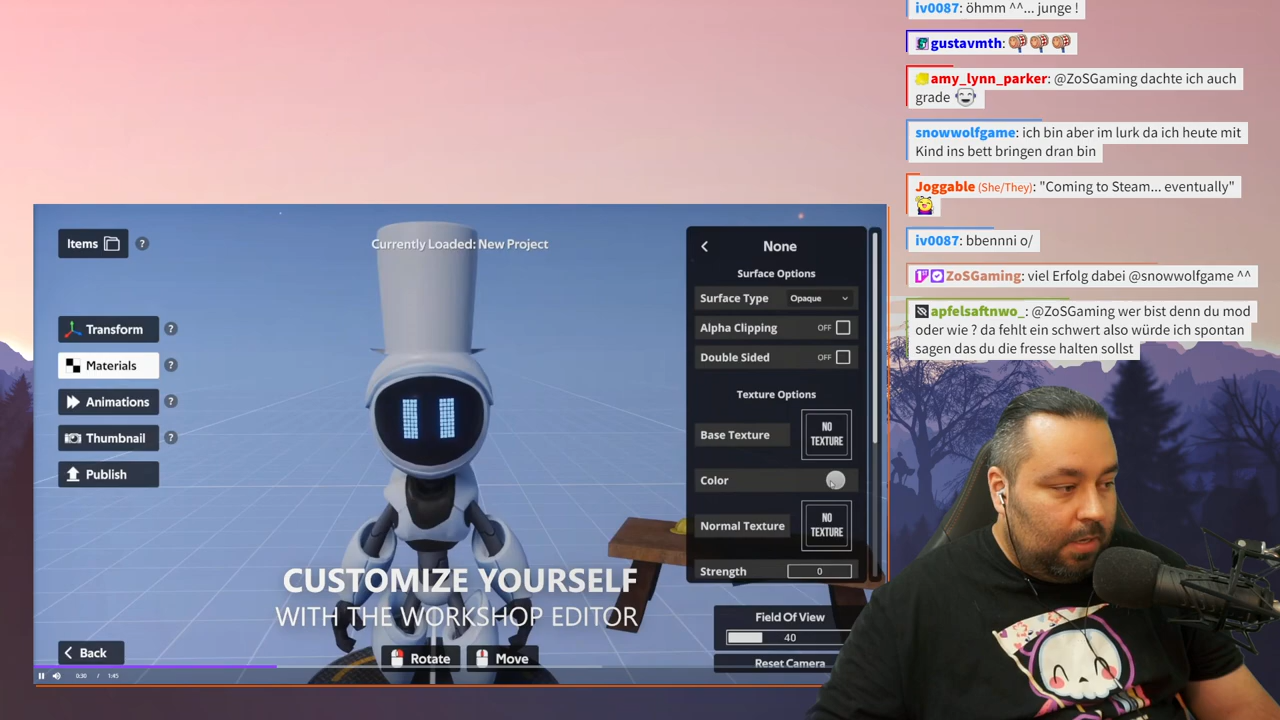 iv0087: öhmm ^^... junge !
gustavmth:
amy_lynn_parker: @ZoSGaming dachte ich auch
grade
snowwolfgame: ich bin aber im lurk da ich heute mit
Kind ins bett bringen dran bin
Joggable (She/They): "Coming to Steam... eventually"
iv0087: bbennni o/
ZoSGaming: viel Erfolg dabei @snowwolfgame ^^
apfelsaftnwo_: @ZoSGaming wer bist denn du mod
oder wie ? da fehlt ein schwert also würde ich spontan
sagen das du die fresse halten sollst
Items
?
Currently Loaded: New Project
Transform
?
Materials
?
Animations
?
Thumbnail
?
Publish
Back
None
Surface Options
Surface Type Opaque
Alpha Clipping OFF
Double Sided OFF
Texture Options
Base Texture
NO
TEXTURE
Color
Normal Texture
NO
TEXTURE
Strength 0
Field Of View
40
Reset Camera
CUSTOMIZE YOURSELF
WITH THE WORKSHOP EDITOR
Rotate
Move
0:30 / 1:45